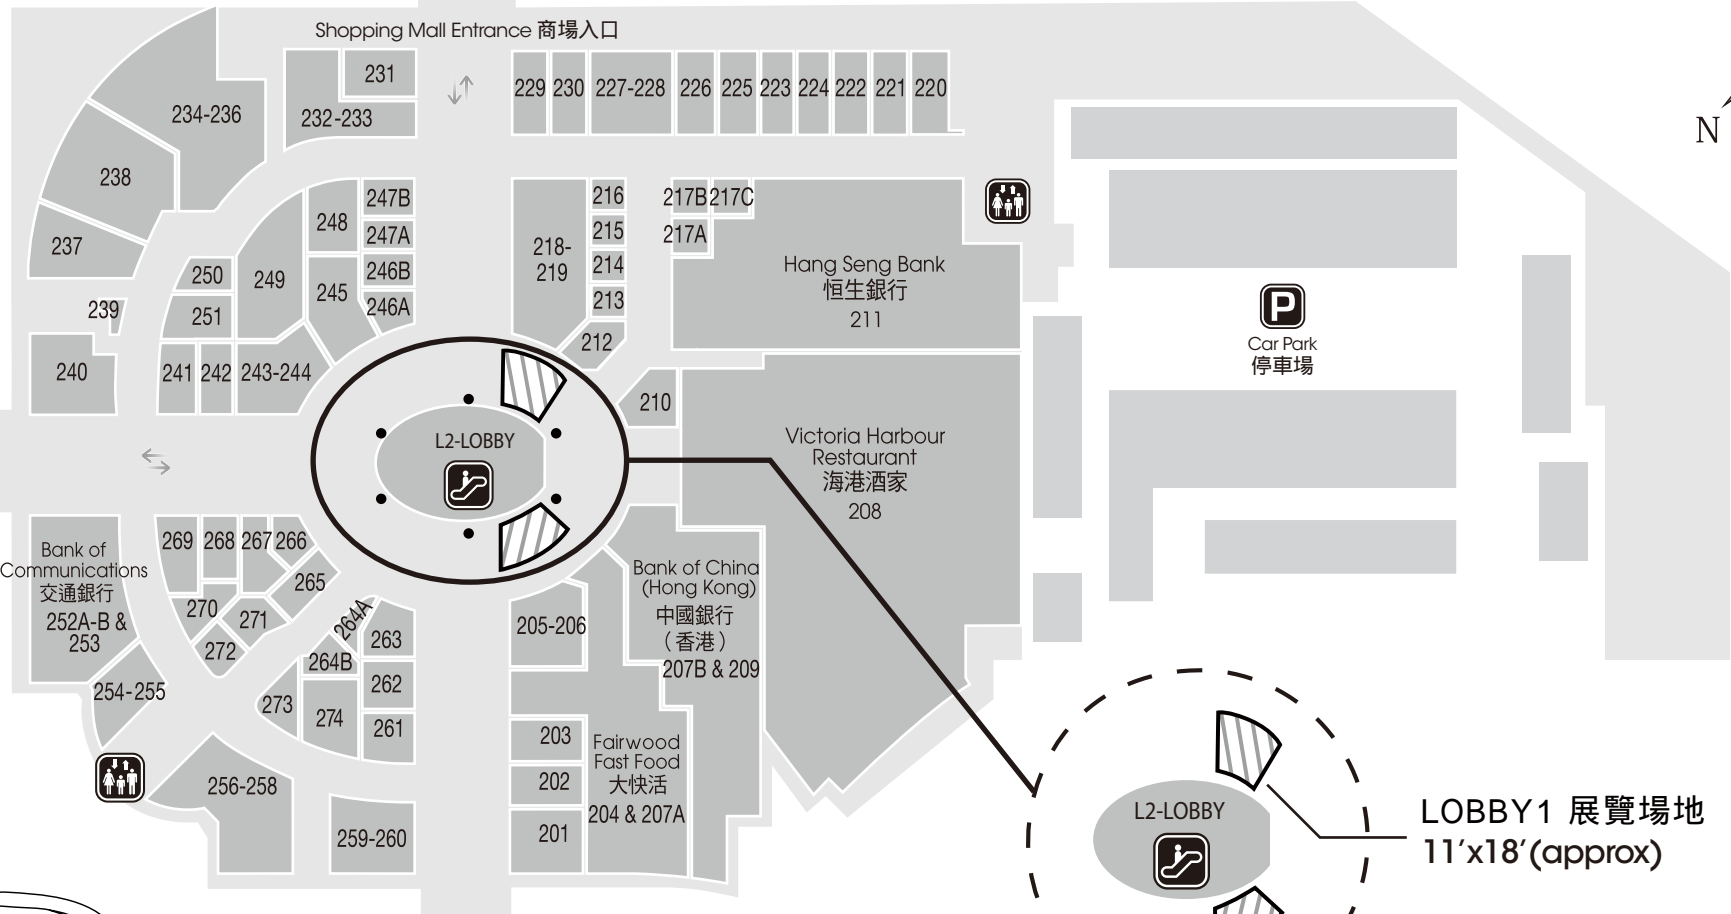 Shopping Mall Entrance 商場入口
231
232-233
234-236
229 230 227-228 226 225 223 224 222 221 220
N
238
237
239
240
247B
248
247A
246B
246A
245
249
250
251
241 242 243-244
218-
219
216
215
214
213
212
217B 217C
217A
Hang Seng Bank
恒生銀行
211
P
Car Park
停車場
210
L2-LOBBY
Victoria Harbour
Restaurant
海港酒家
208
Bank of
Communications
交通銀行
252A-B &
253
269 268 267 266
265
270
271
272
254-255
264A
263
264B
262
273
274
261
256-258
259-260
205-206
Bank of China
(Hong Kong)
中國銀行
（香港）
207B & 209
203
202
201
Fairwood
Fast Food
大快活
204 & 207A
L2-LOBBY
LOBBY1 展覽場地
11′x18′(approx)